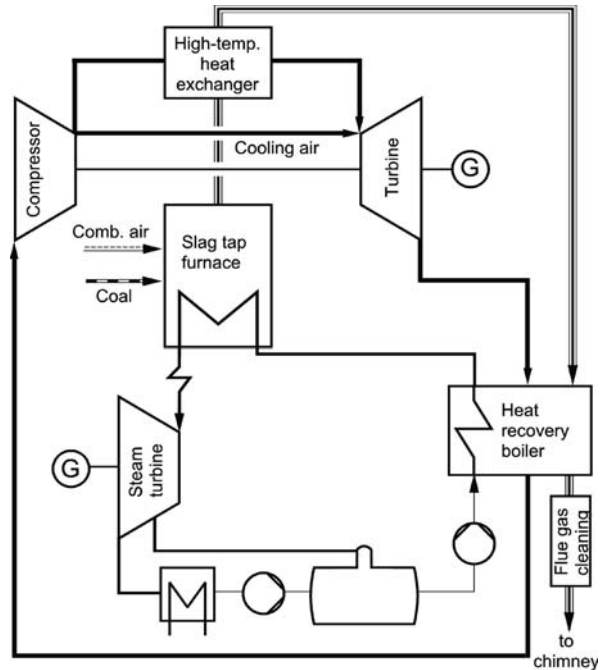 High-temp.
heat
exchanger
Compressor
Cooling air
Turbine
G
Comb. air
Slag tap
furnace
Coal
Heat
recovery
boiler
G
Steam
turbine
Flue gas
cleaning
to
chimney